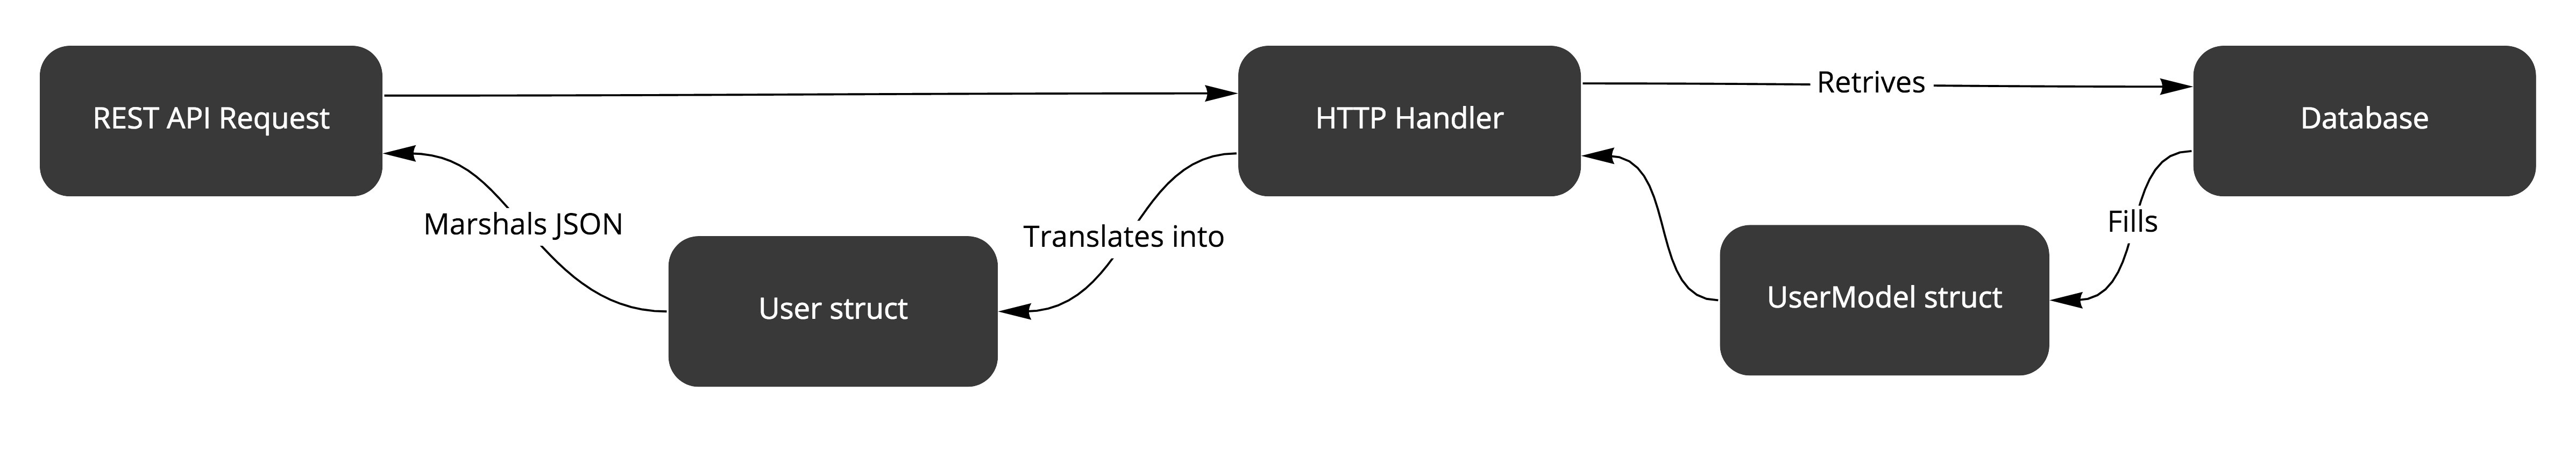 REST API Request
HTTP Handler
Retrives
Database
Marshals JSON
Translates into
Fills
User struct
UserModel struct